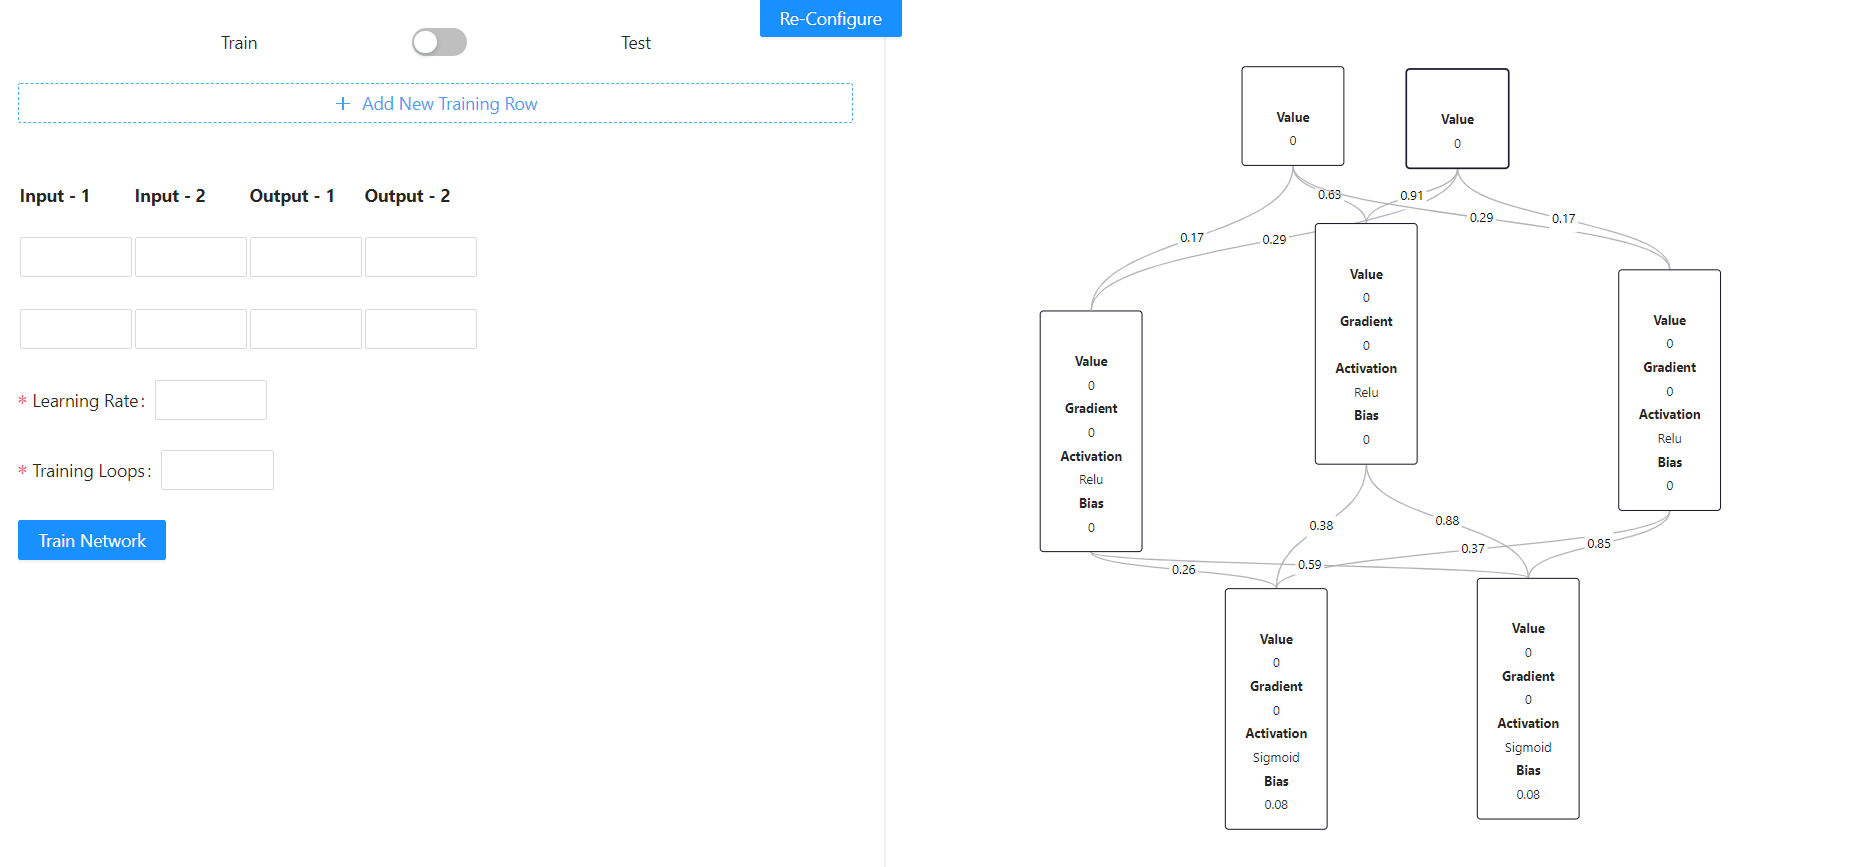 Re-Configure
Train
Test
+ Add New Training Row
Input - 1 Input - 2 Output - 1 Output - 2
* Learning Rate:
* Training Loops:
Train Network
Value
0
Value
0
0.63
0.91
0.29
0.17
0.17
0.29
Value
0
Gradient
0
Activation
Relu
Bias
0
Value
0
Gradient
0
Activation
Relu
Bias
0
Value
0
Gradient
0
Activation
Relu
Bias
0
0.38
0.88
0.37
0.85
0.26
0.59
Value
0
Gradient
0
Activation
Sigmoid
Bias
0.08
Value
0
Gradient
0
Activation
Sigmoid
Bias
0.08